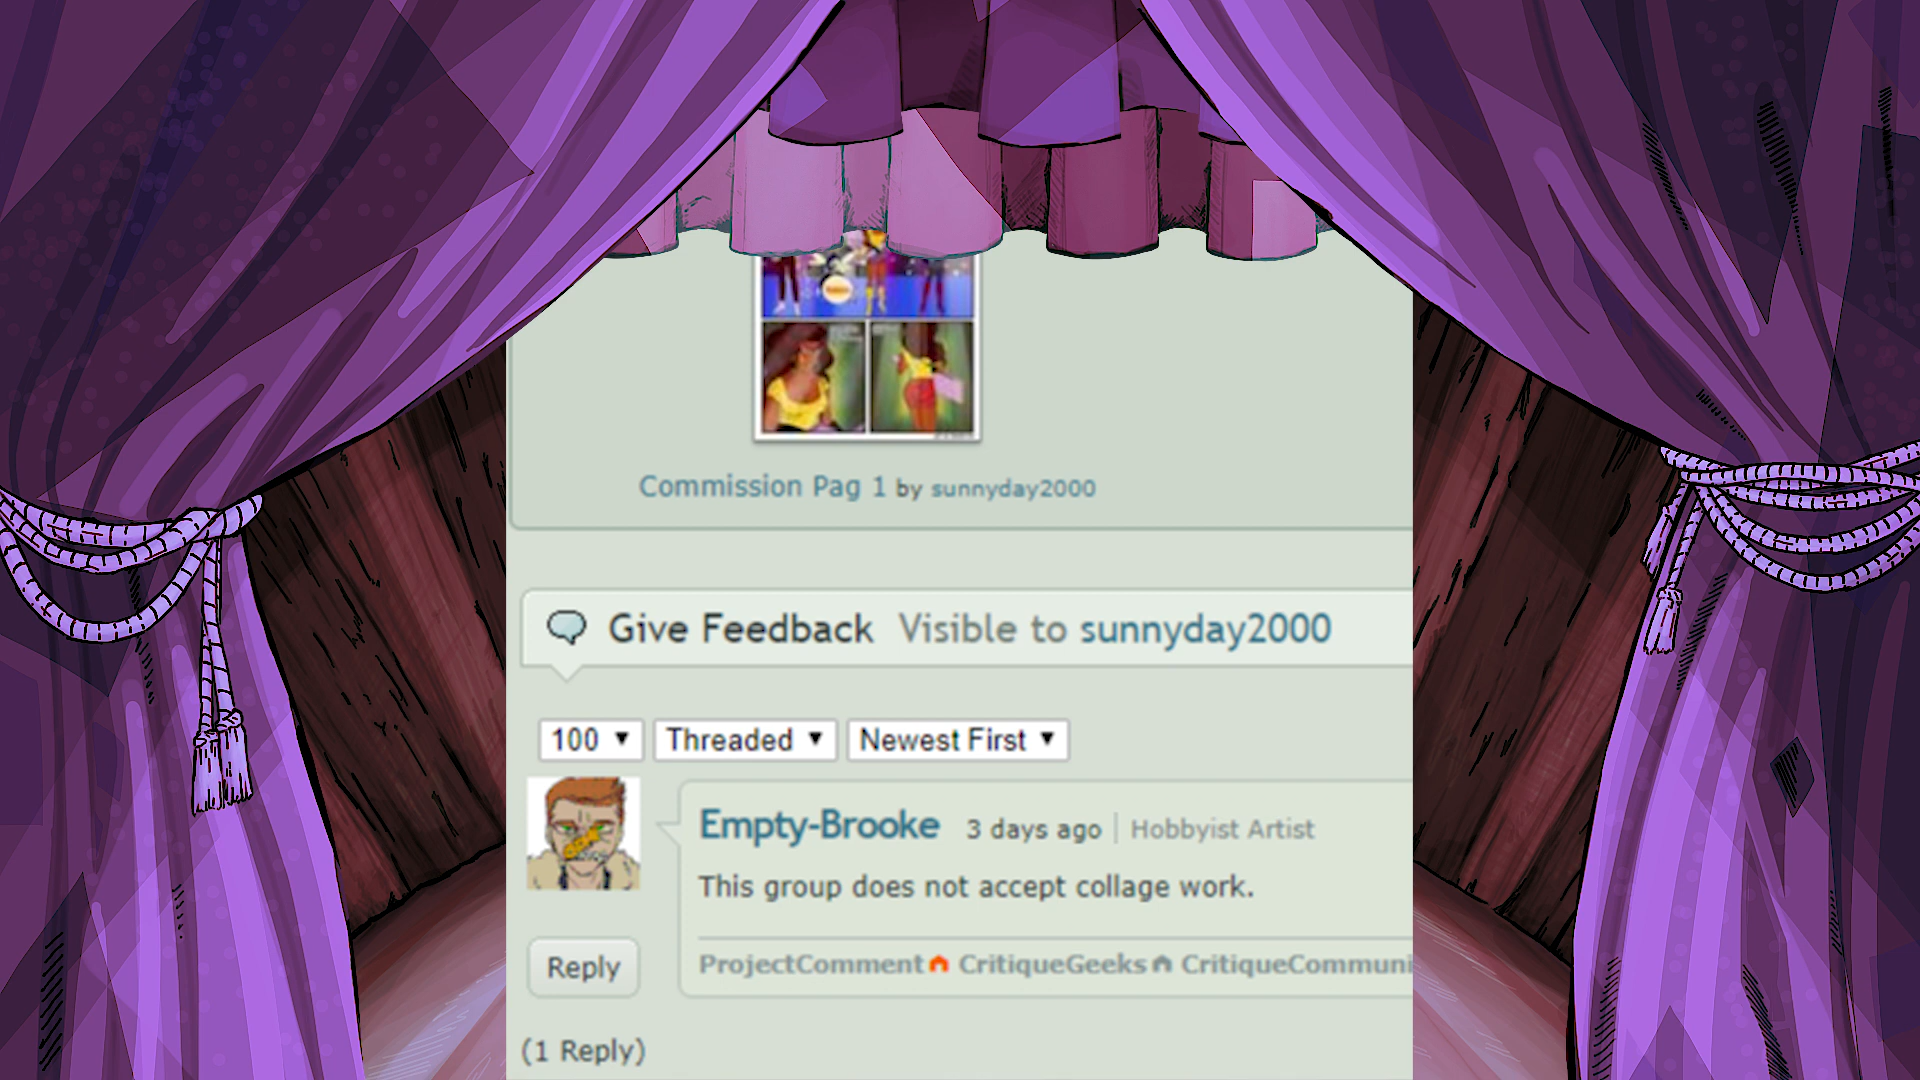 Commission Pag 1 by sunnyday2000
Give Feedback Visible to sunnyday2000
100 ▼ Threaded ▼ Newest First ▼
Empty-Brooke 3 days ago | Hobbyist Artist
This group does not accept collage work.
ProjectComment CritiqueGeeks CritiqueCommuni
Reply
(1 Reply)